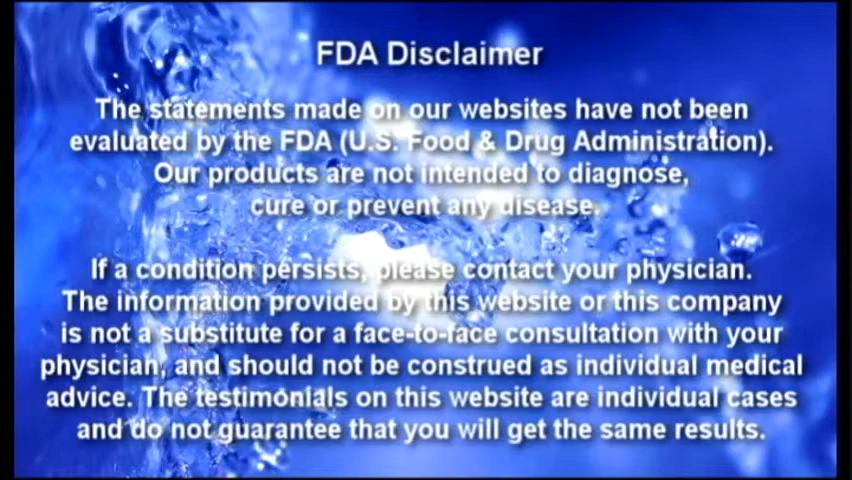 FDA Disclaimer
The statements made on our websites have not been
evaluated by the FDA (U.S. Food & Drug Administration).
Our products are not intended to diagnose,
cure or prevent any disease.
If a condition persists, please contact your physician.
The information provided by this website or this company
is not a substitute for a face-to-face consultation with your
physician, and should not be construed as individual medical
advice. The testimonials on this website are individual cases
and do not guarantee that you will get the same results.